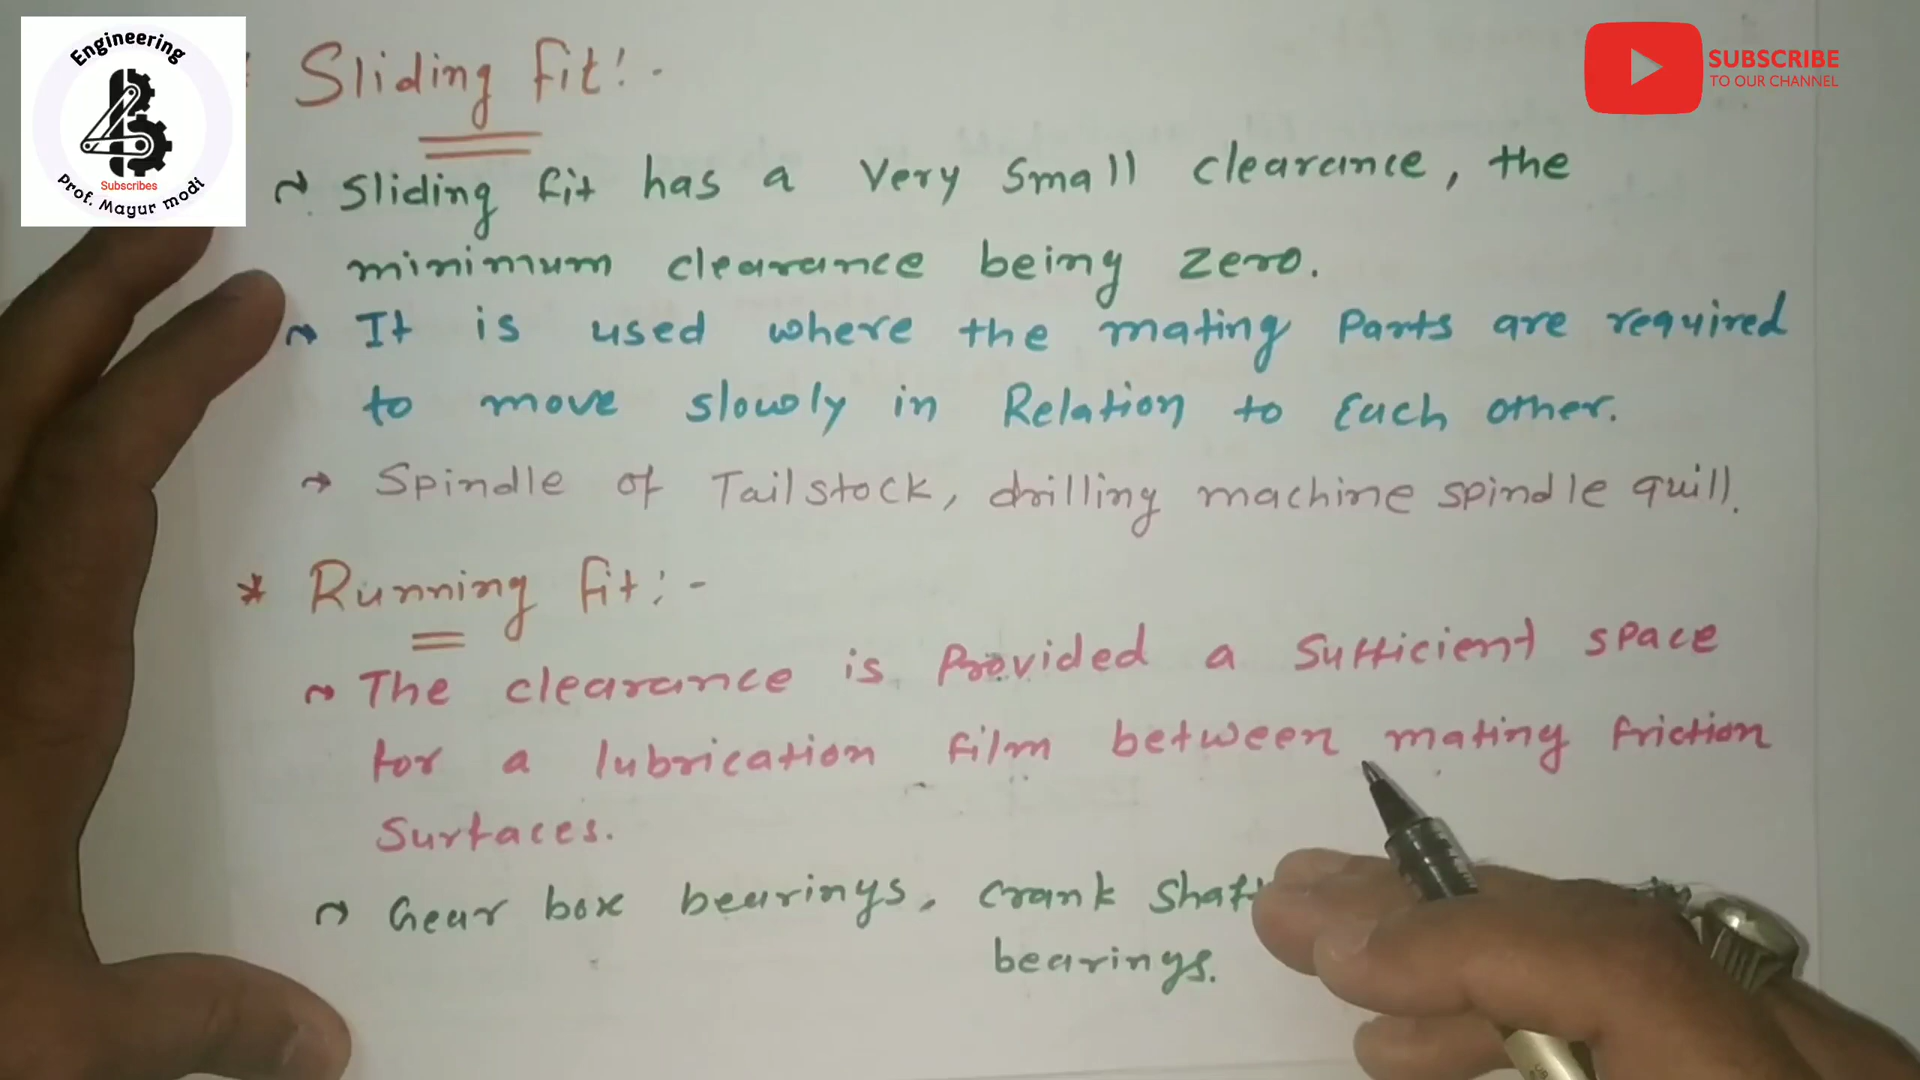 Engineering
Subscribes
Prof. Mayur modi
SUBSCRIBE
TO OUR CHANNEL
Sliding fit:-
Sliding fit has a very small clearance, the
minimum clearance being zero.
It is used where the mating Parts are required
to move slowly in Relation to Each other.
→ Spindle of Tailstock, drilling machine spindle quill.
* Running fit:-
The clearance is Provided a Sufficient space
for a lubrication film between mating friction
Surfaces.
Gear box bearings, Crank Shaft
bearings.